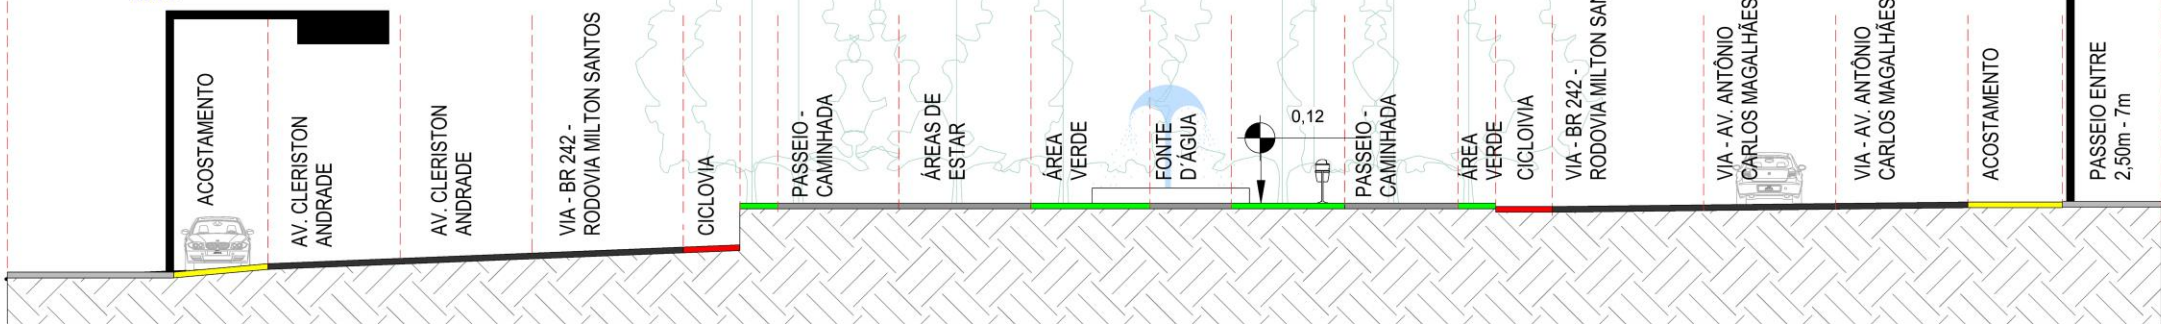 ACOSTAMENTO
AV. CLERISTON
ANDRADE
AV. CLERISTON
ANDRADE
VIA - BR 242 -
RODOVIA MILTON SANTOS
CICLOVIA
PASSEIO -
CAMINHADA
ÁREAS DE
ESTAR
ÁREA
VERDE
FONTE
D´ÁGUA
0,12
PASSEIO -
CAMINHADA
ÁREA
VERDE
CICLOIVIA
VIA - BR 242 -
RODOVIA MILTON SAN
VIA - AV. ANTÔNIO
CARLOS MAGALHÃES
VIA - AV. ANTÔNIO
CARLOS MAGALHÃES
ACOSTAMENTO
PASSEIO ENTRE
2,50m - 7m